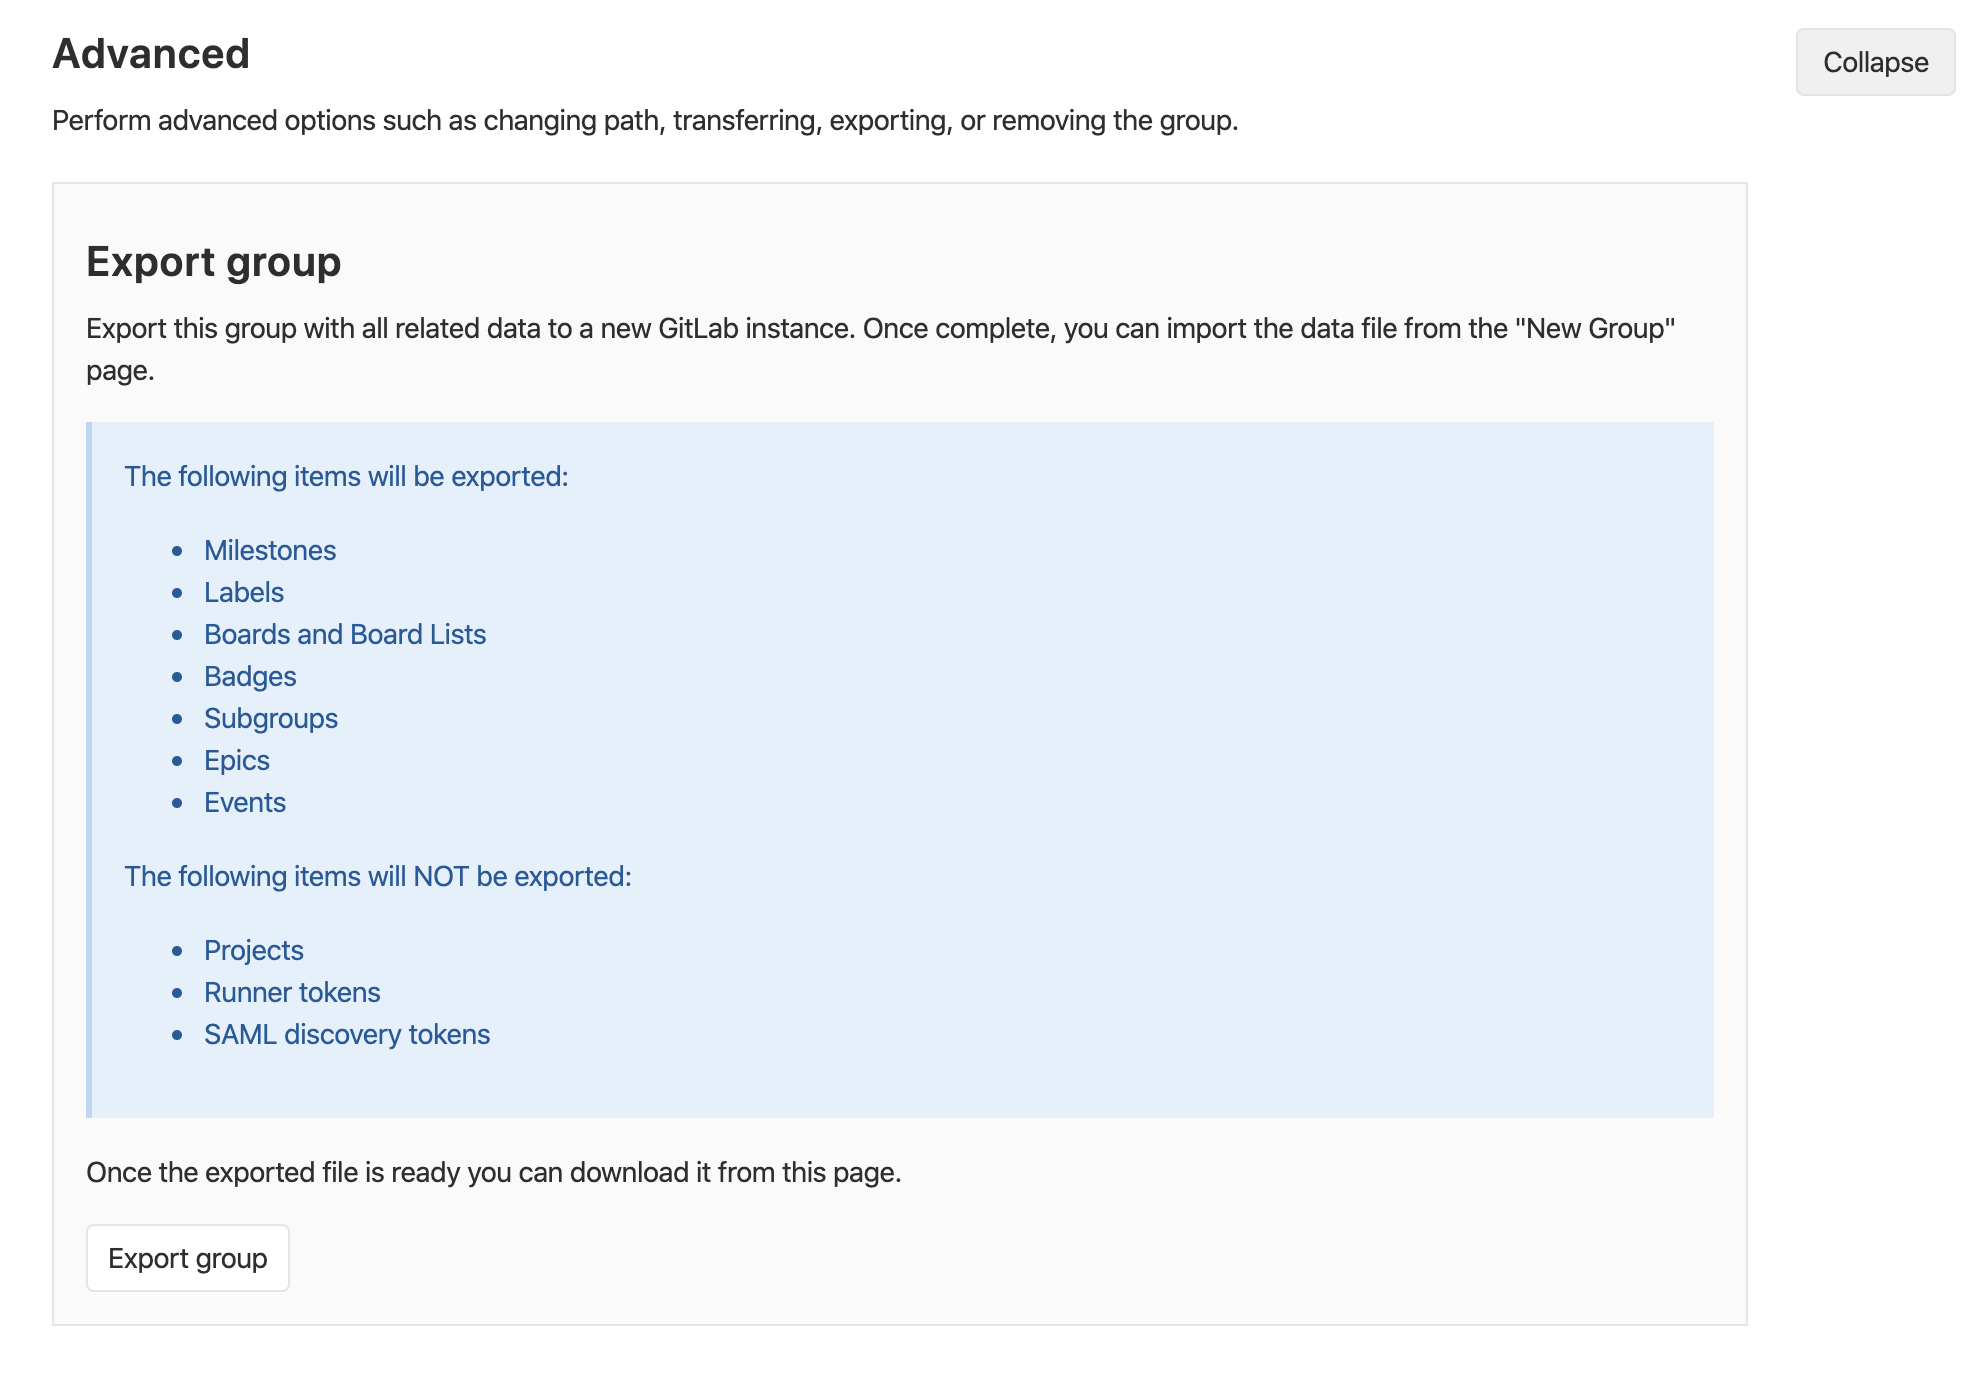 Advanced
Collapse
Perform advanced options such as changing path, transferring, exporting, or removing the group.
Export group
Export this group with all related data to a new GitLab instance. Once complete, you can import the data file from the "New Group"
page.
The following items will be exported:
Milestones
Labels
Boards and Board Lists
Badges
Subgroups
Epics
Events
The following items will NOT be exported:
Projects
Runner tokens
SAML discovery tokens
Once the exported file is ready you can download it from this page.
Export group